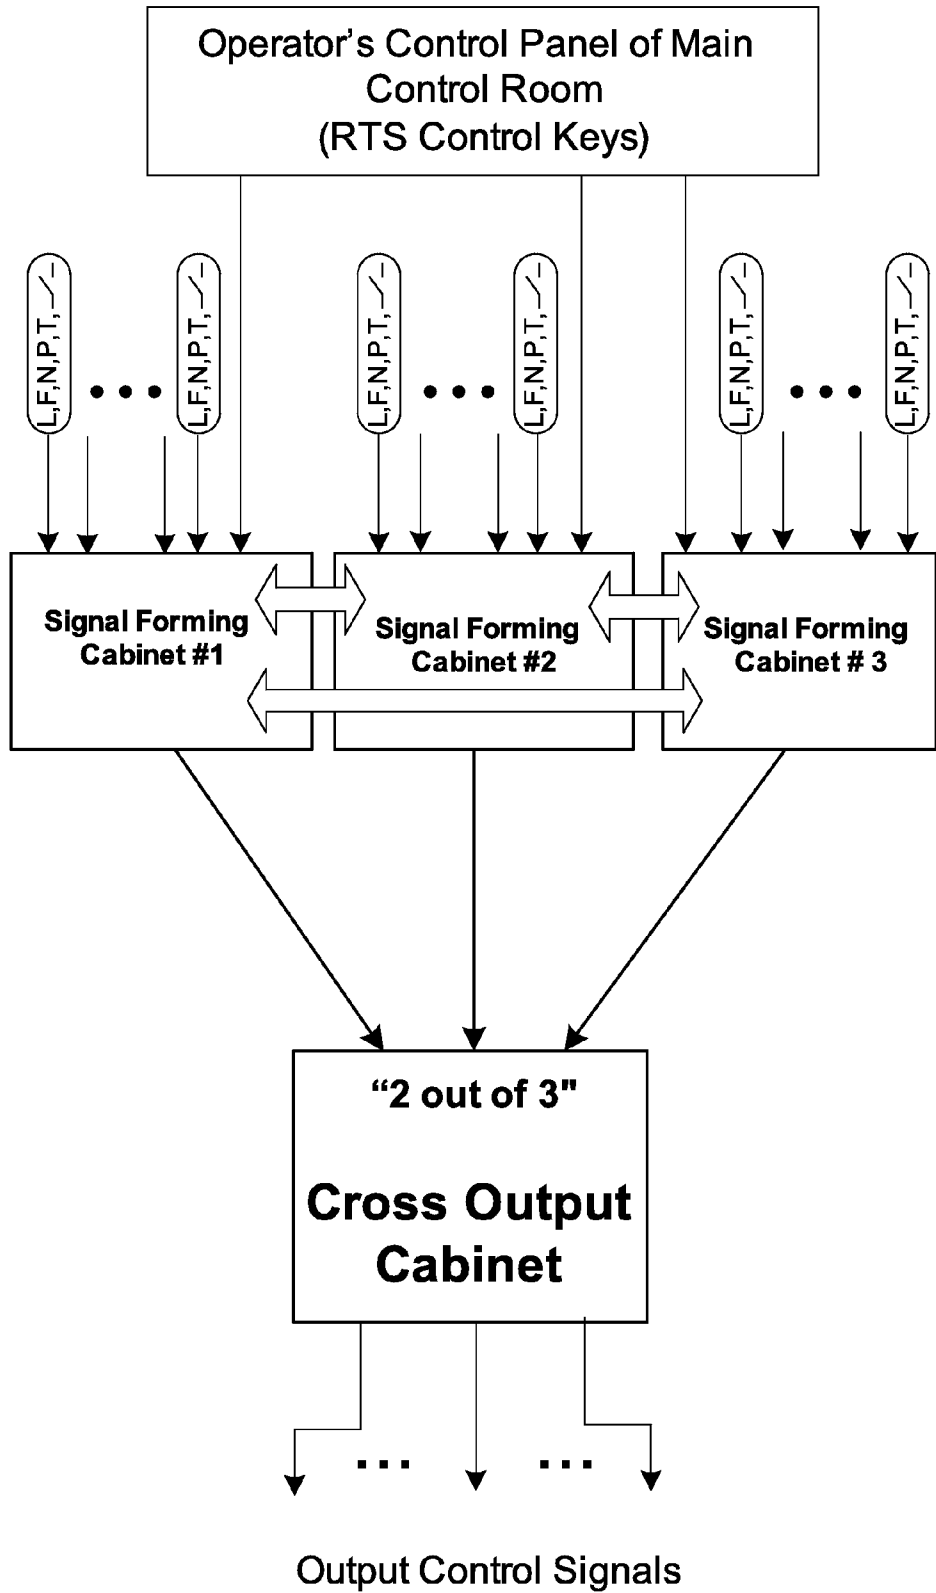 Operator's Control Panel of Main
Control Room
(RTS Control Keys)
L,F,N,P,T,
L,F,N,P,T,
L,F,N,P,T,
L,F,N,P,T,
L,F,N,P,T,
L,F,N,P,T,
Signal Forming
Cabinet #1
Signal Forming
Cabinet #2
Signal Forming
Cabinet # 3
“2 out of 3"
Cross Output
Cabinet
Output Control Signals